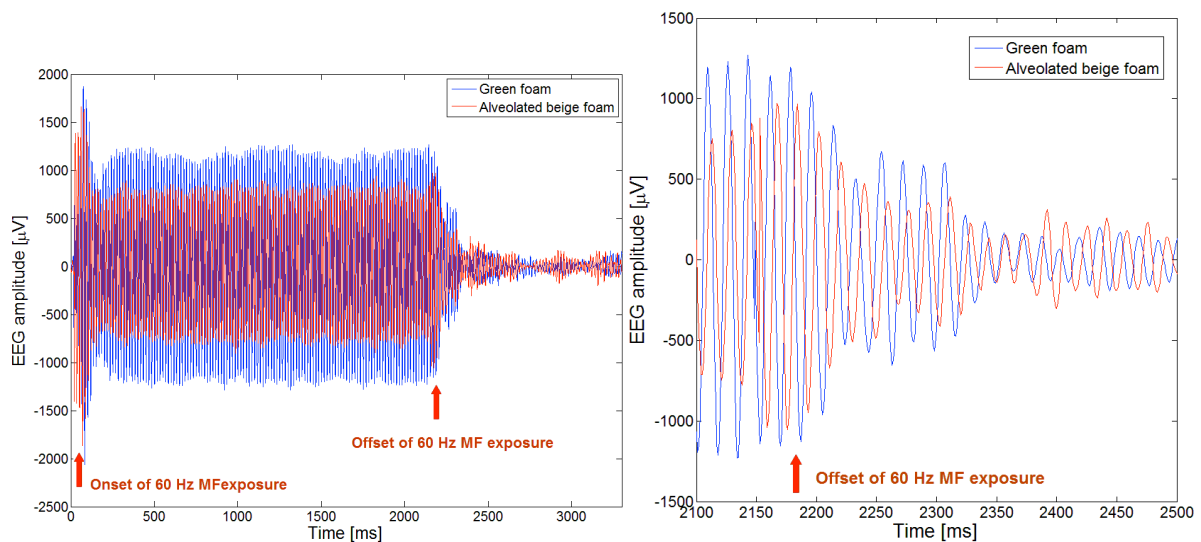 EEG amplitude [µV]
2000
1500
1000
500
0
-500
-1000
-1500
-2000
-2500
Green foam
Alveolated beige foam
Offset of 60 Hz MF exposure
Onset of 60 Hz MFexposure
0 500 1000 1500 2000 2500 3000
Time [ms]
EEG amplitude [µV]
1500
1000
500
0
-500
-1000
-1500
Green foam
Alveolated beige foam
Offset of 60 Hz MF exposure
2100 2150 2200 2250 2300 2350 2400 2450 2500
Time [ms]